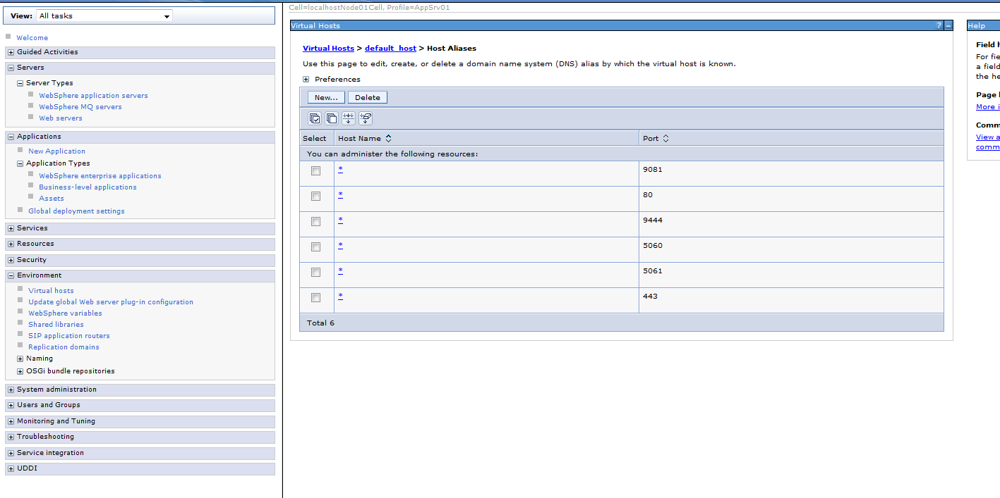 View: All tasks
Welcome
Guided Activities
Servers
Server Types
WebSphere application servers
WebSphere MQ servers
Web servers
Applications
New Application
Application Types
WebSphere enterprise applications
Business-level applications
Assets
Global deployment settings
Services
Resources
Security
Environment
Virtual hosts
Update global Web server plug-in configuration
WebSphere variables
Shared libraries
SIP application routers
Replication domains
Naming
OSGi bundle repositories
System administration
Users and Groups
Monitoring and Tuning
Troubleshooting
Service integration
UDDI
Cell=localhostNode01Cell, Profile=AppSrv01
Virtual Hosts ? –
Virtual Hosts > default_host > Host Aliases
Use this page to edit, create, or delete a domain name system (DNS) alias by which the virtual host is known.
Preferences
New... Delete
Select Host Name Port
You can administer the following resources:
* 9081
* 80
* 9444
* 5060
* 5061
* 443
Total 6
Help
Field h
For fie
a field
the he
Page
More i
Comm
View a
comm